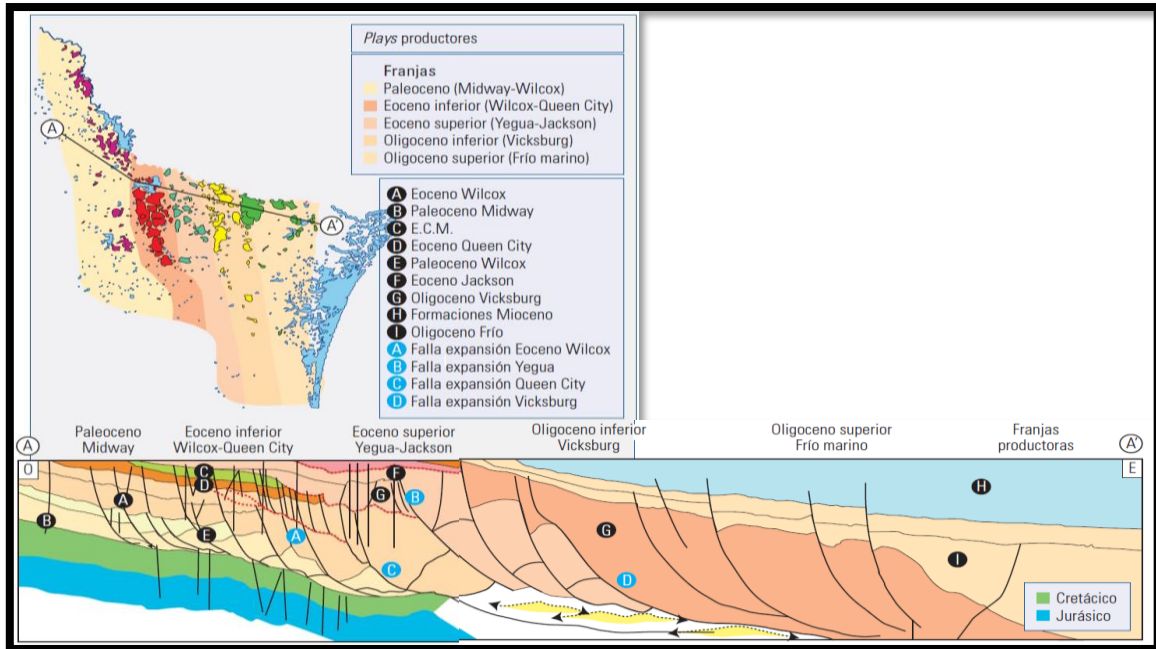 Plays productores
Franjas
Paleoceno (Midway-Wilcox)
Eoceno inferior (Wilcox-Queen City)
Eoceno superior (Yegua-Jackson)
Oligoceno inferior (Vicksburg)
Oligoceno superior (Frío marino)
A Eoceno Wilcox
B Paleoceno Midway
C E.C.M.
D Eoceno Queen City
E Paleoceno Wilcox
F Eoceno Jackson
G Oligoceno Vicksburg
H Formaciones Mioceno
I Oligoceno Frío
A Falla expansión Eoceno Wilcox
B Falla expansión Yegua
C Falla expansión Queen City
D Falla expansión Vicksburg
A
A'
A
Paleoceno
Midway
Eoceno inferior
Wilcox-Queen City
Eoceno superior
Yegua-Jackson
Oligoceno inferior
Vicksburg
Oligoceno superior
Frío marino
Franjas
productoras
A'
O
E
C
D
A
B
E
A
F
G
B
C
G
D
H
I
Cretácico
Jurásico